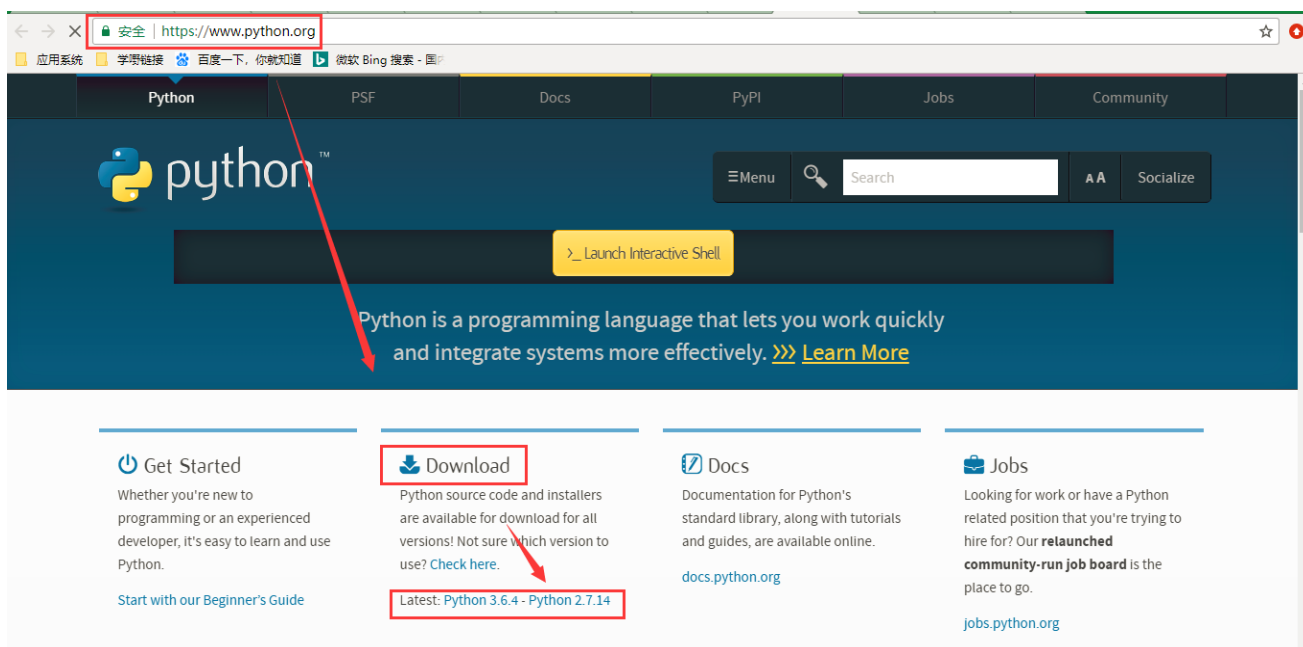 安全 | https://www.python.org
应用系统 学习链接 百度一下，你就知道 微软 Bing 搜索 - 国
Python PSF Docs PyPI Jobs Community
python™
≡Menu Search A A Socialize
>_ Launch Interactive Shell
Python is a programming language that lets you work quickly
and integrate systems more effectively. >>> Learn More
Get Started
Whether you're new to
programming or an experienced
developer, it's easy to learn and use
Python.
Start with our Beginner's Guide
Download
Python source code and installers
are available for download for all
versions! Not sure which version to
use? Check here.
Latest: Python 3.6.4 - Python 2.7.14
Docs
Documentation for Python's
standard library, along with tutorials
and guides, are available online.
docs.python.org
Jobs
Looking for work or have a Python
related position that you're trying to
hire for? Our relaunched
community-run job board is the
place to go.
jobs.python.org